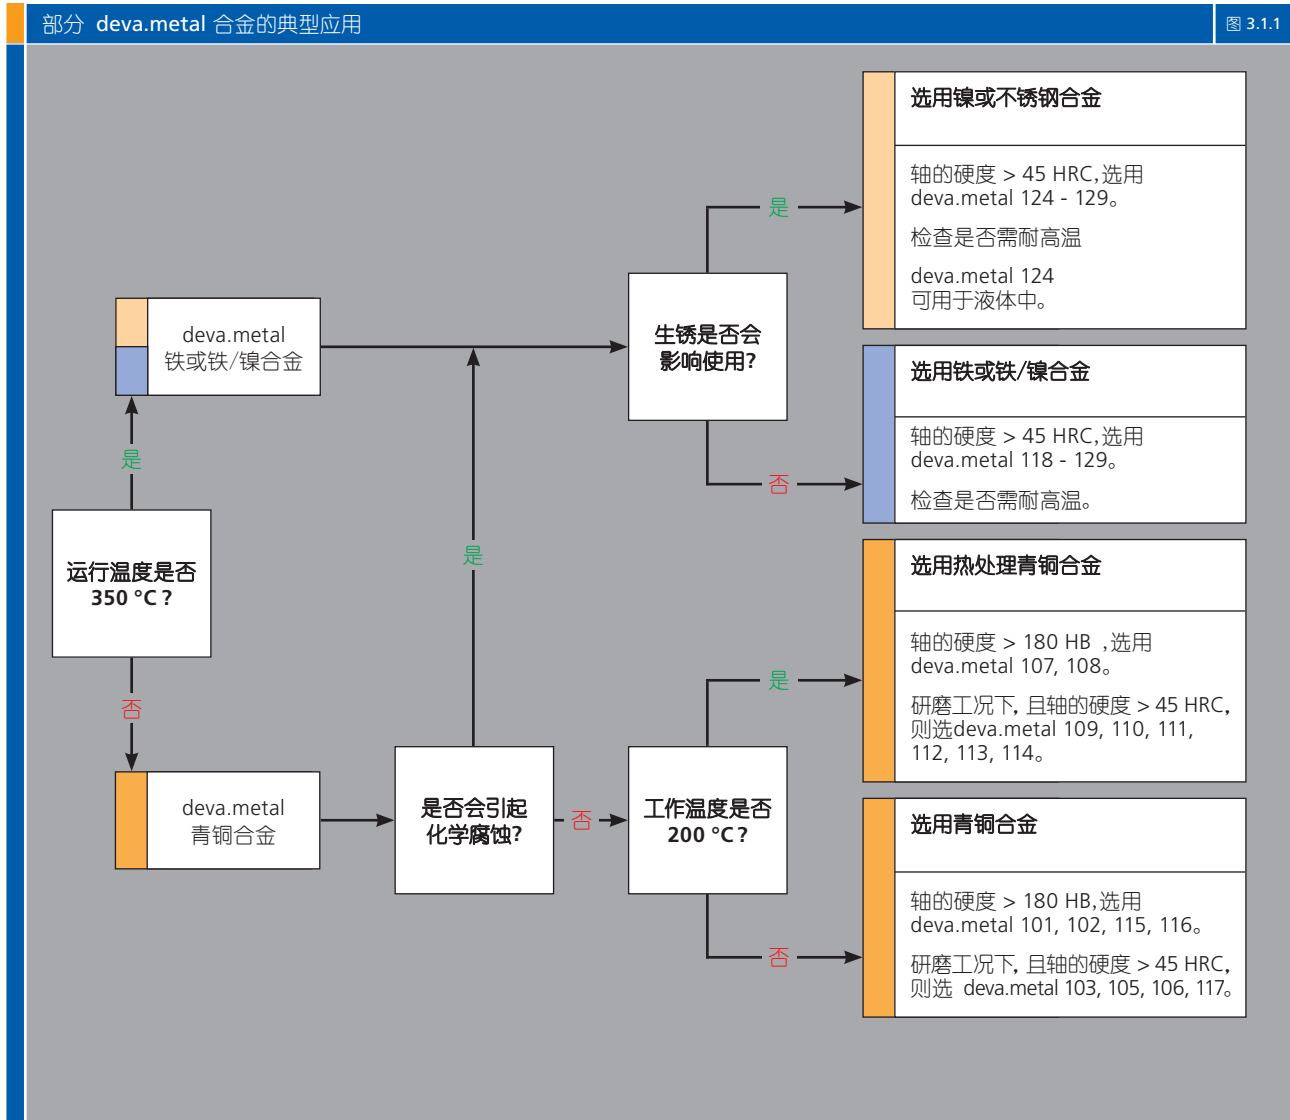 部分 deva.metal 合金的典型应用
图 3.1.1
选用镍或不锈钢合金
轴的硬度 > 45 HRC,选用
deva.metal 124 - 129。
检查是否需耐高温
deva.metal 124
可用于液体中。
是
deva.metal
铁或铁/镍合金
生锈是否会
影响使用?
选用铁或铁/镍合金
轴的硬度 > 45 HRC,选用
deva.metal 118 - 129。
检查是否需耐高温。
是
否
运行温度是否
350 °C ?
是
选用热处理青铜合金
轴的硬度 > 180 HB ,选用
deva.metal 107, 108。
研磨工况下, 且轴的硬度 > 45 HRC,
则选deva.metal 109, 110, 111,
112, 113, 114。
是
否
deva.metal
青铜合金
是否会引起
化学腐蚀?
否
工作温度是否
200 °C ?
选用青铜合金
轴的硬度 > 180 HB,选用
deva.metal 101, 102, 115, 116。
研磨工况下, 且轴的硬度 > 45 HRC,
则选 deva.metal 103, 105, 106, 117。
否